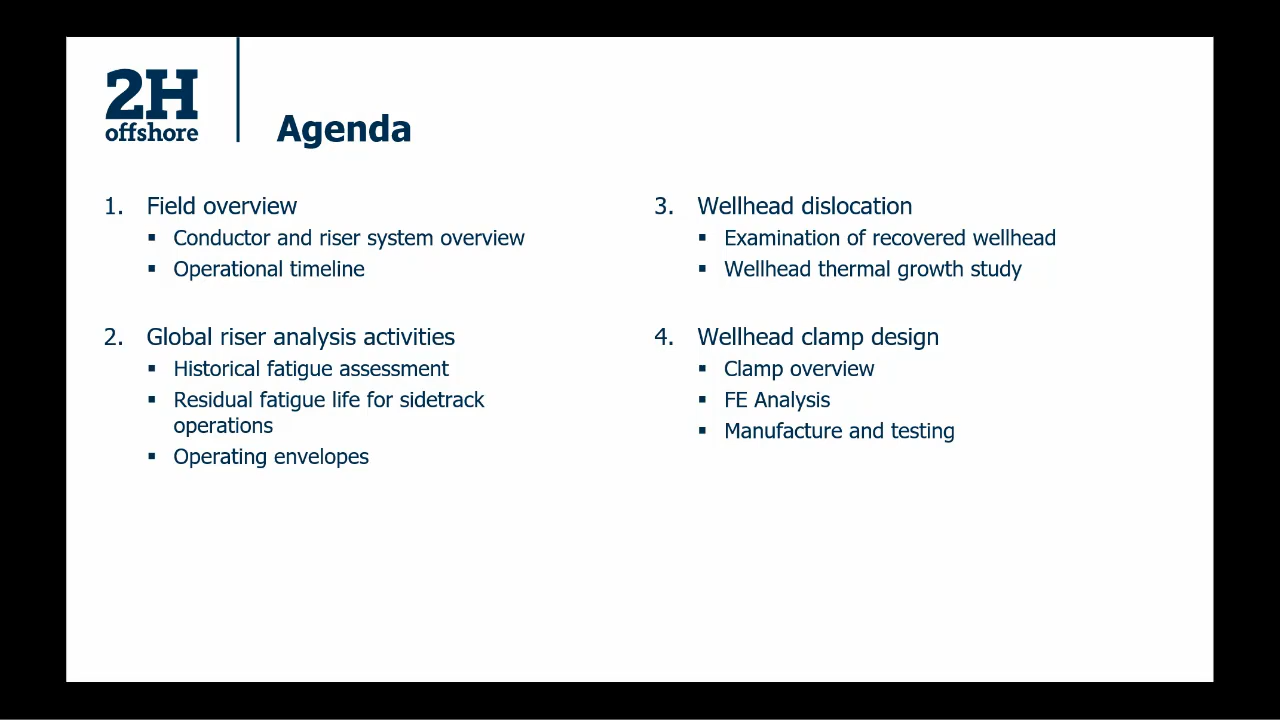 2H
offshore
Agenda
1. Field overview
▪ Conductor and riser system overview
▪ Operational timeline
2. Global riser analysis activities
▪ Historical fatigue assessment
▪ Residual fatigue life for sidetrack
operations
▪ Operating envelopes
3. Wellhead dislocation
▪ Examination of recovered wellhead
▪ Wellhead thermal growth study
4. Wellhead clamp design
▪ Clamp overview
▪ FE Analysis
▪ Manufacture and testing